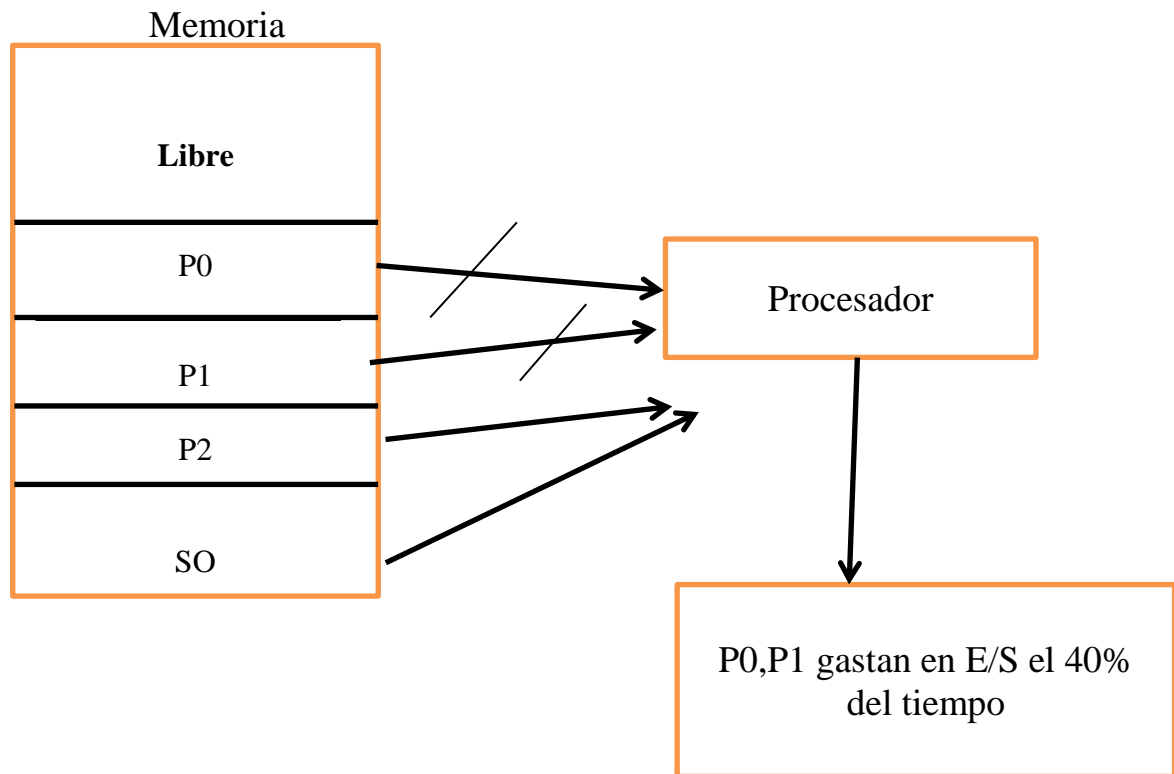 Memoria
Libre
P0
Procesador
P1
P2
SO
P0,P1 gastan en E/S el 40%
del tiempo